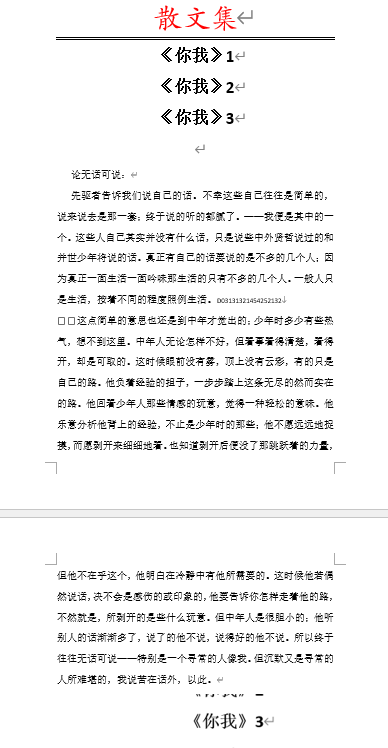 散文集
《你我》1
《你我》2
《你我》3
论无话可说：
先驱者告诉我们说自己的话。不幸这些自己往往是简单的，
说来说去是那一套；终于说的听的都腻了。——我便是其中的一
个。这些人自己其实并没有什么话，只是说些中外贤哲说过的和
并世少年将说的话。真正有自己的话要说的是不多的几个人；因
为真正一面生活一面吟味那生活的只有不多的几个人。一般人只
是生活，按着不同的程度照例生活。D03131321454252132
□□这点简单的意思也还是到中年才觉出的；少年时多少有些热
气，想不到这里。中年人无论怎样不好，但看事看得清楚，看得
开，却是可取的。这时候眼前没有雾，顶上没有云彩，有的只是
自己的路。他负着经验的担子，一步步踏上这条无尽的然而实在
的路。他回看少年人那些情感的玩意，觉得一种轻松的意味。他
乐意分析他背上的经验，不止是少年时的那些；他不愿远远地捉
摸，而愿剥开来细细地看。也知道剥开后便没了那跳跃着的力量，
但他不在乎这个，他明白在冷静中有他所需要的。这时候他若偶
然说话，决不会是感伤的或印象的，他要告诉你怎样走着他的路，
不然就是，所剥开的是些什么玩意。但中年人是很胆小的；他听
别人的话渐渐多了，说了的他不说，说得好的他不说。所以终于
往往无话可说——特别是一个寻常的人像我。但沉默又是寻常的
人所难堪的，我说苦在话外，以此。
《你我》3